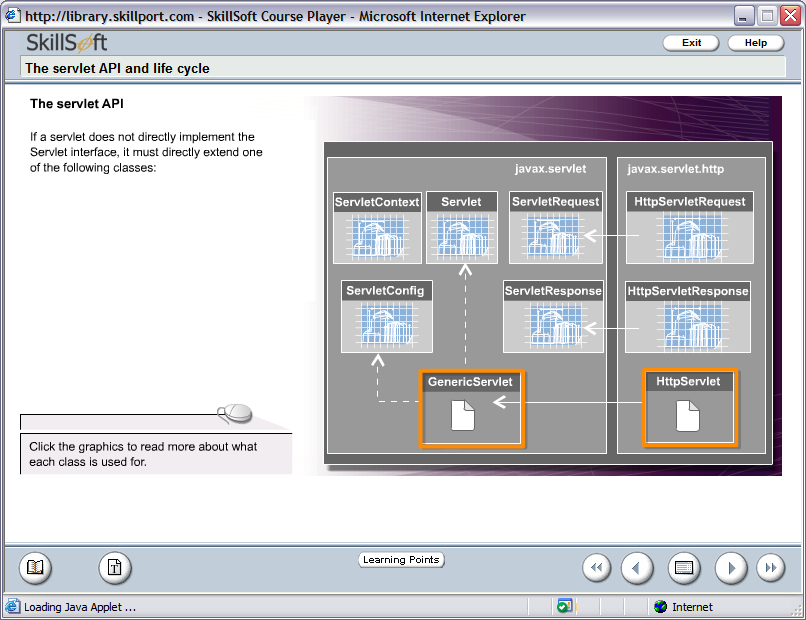 http://library.skillport.com - SkillSoft Course Player - Microsoft Internet Explorer
SkillSoft
Exit
Help
The servlet API and life cycle
The servlet API
If a servlet does not directly implement the
Servlet interface, it must directly extend one
of the following classes:
javax.servlet
javax.servlet.http
ServletContext
Servlet
ServletRequest
HttpServletRequest
ServletConfig
ServletResponse
HttpServletResponse
GenericServlet
HttpServlet
Click the graphics to read more about what
each class is used for.
Learning Points
T
Loading Java Applet ...
Internet